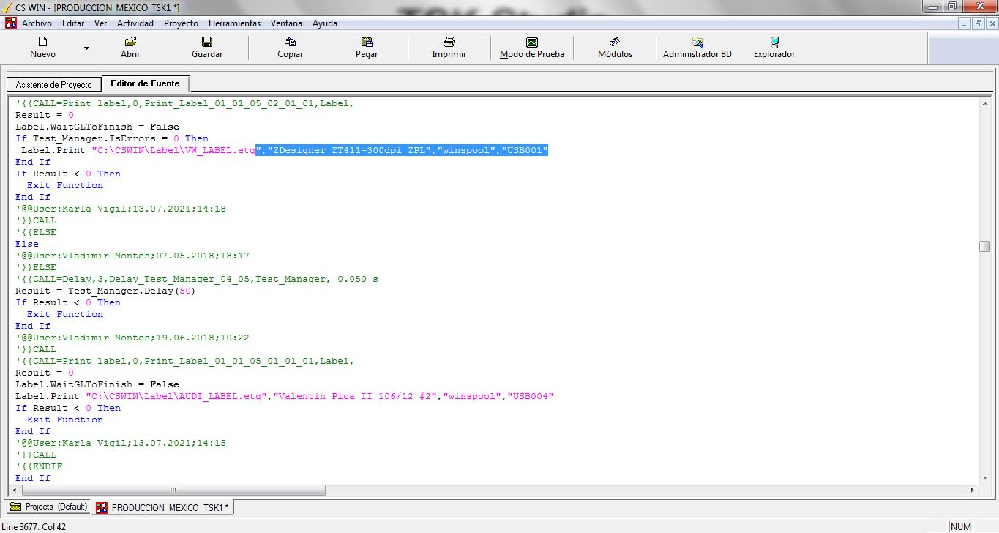 CS WIN - [PRODUCCION_MEXICO_TSK1 *]
Archivo Editar Ver Actividad Proyecto Herramientas Ventana Ayuda
Nuevo Abrir Guardar Copiar Pegar Imprimir Modo de Prueba Módulos Administrador BD Explorador
Asistente de Proyecto Editor de Fuente
'{{CALL=Print label,0,Print_Label_01_01_05_02_01_01,Label,
Result = 0
Label.WaitGLToFinish = False
If Test_Manager.IsErrors = 0 Then
Label.Print "C:\CSWIN\Label\VW_LABEL.etg","ZDesigner ZT411-300dpi ZPL","winspool","USB001"
End If
If Result < 0 Then
Exit Function
End If
'@@User:Karla Vigil;13.07.2021;14:18
'}}CALL
'{{ELSE
Else
'@@User:Vladimir Montes;07.05.2018;18:17
'}}ELSE
'{{CALL=Delay,3,Delay_Test_Manager_04_05,Test_Manager, 0.050 s
Result = Test_Manager.Delay(50)
If Result < 0 Then
Exit Function
End If
'@@User:Vladimir Montes;19.06.2018;10:22
'}}CALL
'{{CALL=Print label,0,Print_Label_01_01_05_01_01_01,Label,
Result = 0
Label.WaitGLToFinish = False
Label.Print "C:\CSWIN\Label\AUDI_LABEL.etg","Valentin Pica II 106/12 #2","winspool","USB004"
If Result < 0 Then
Exit Function
End If
'@@User:Karla Vigil;13.07.2021;14:15
'}}CALL
'{{ENDIF
End If
Projects (Default) PRODUCCION_MEXICO_TSK1 *
Line 3677. Col 42 NUM